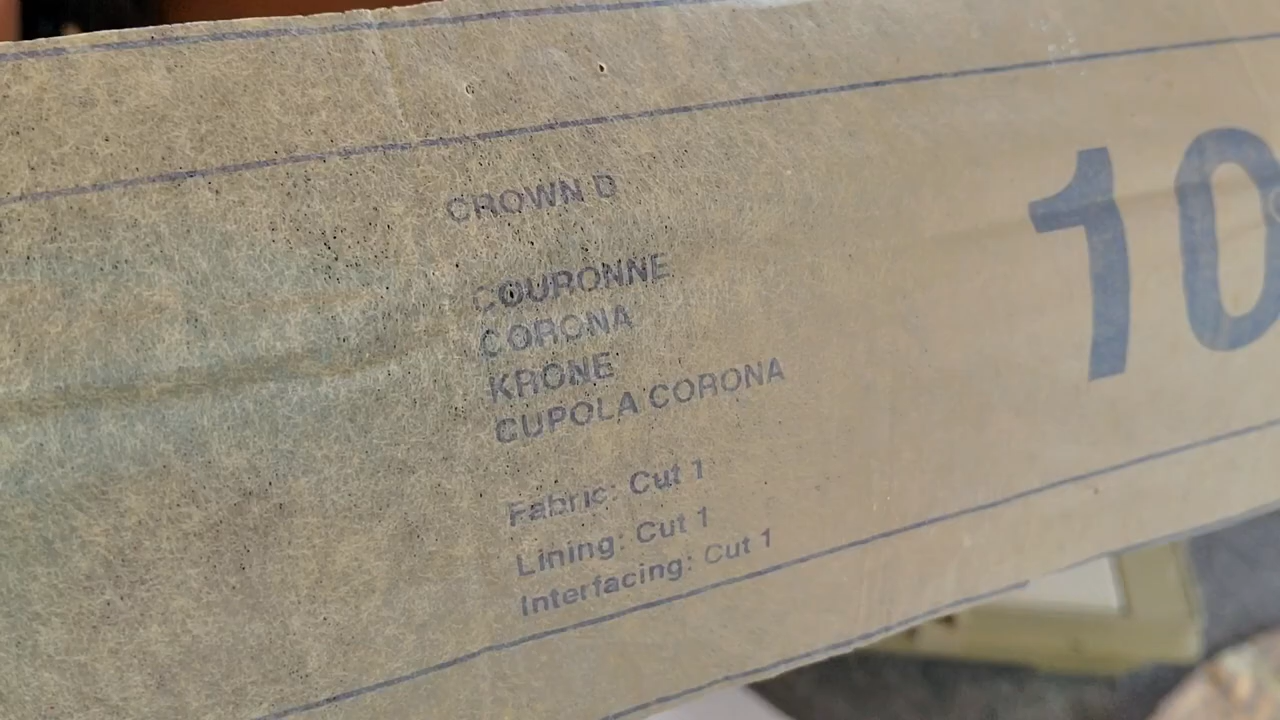 CROWN D
COURONNE
CORONA
KRONE
CUPOLA CORONA
Fabric: Cut 1
Lining: Cut 1
Interfacing: Cut 1
10